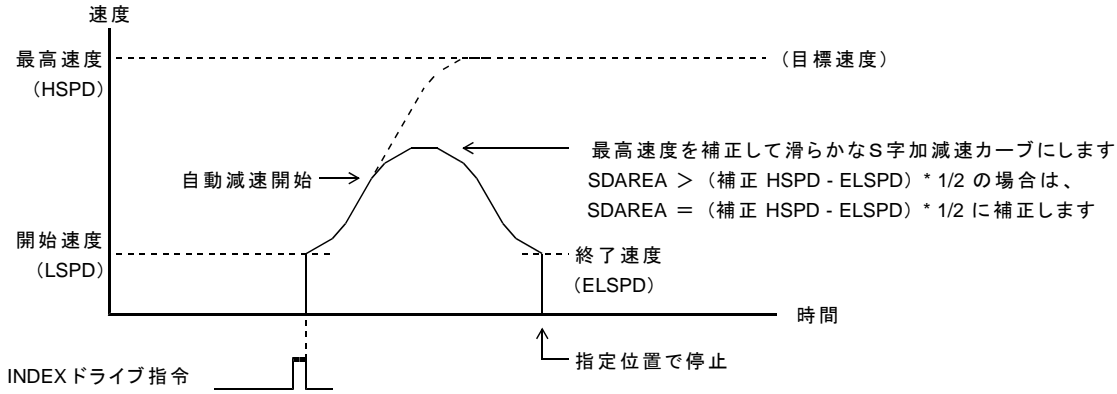 速度
最高速度
（HSPD）
（目標速度）
最高速度を補正して滑らかなS字加減速カーブにします
SDAREA ＞ （補正 HSPD - ELSPD）* 1/2 の場合は、
SDAREA ＝ （補正 HSPD - ELSPD）* 1/2 に補正します
自動減速開始
開始速度
（LSPD）
終了速度
（ELSPD）
時間
指定位置で停止
INDEXドライブ指令